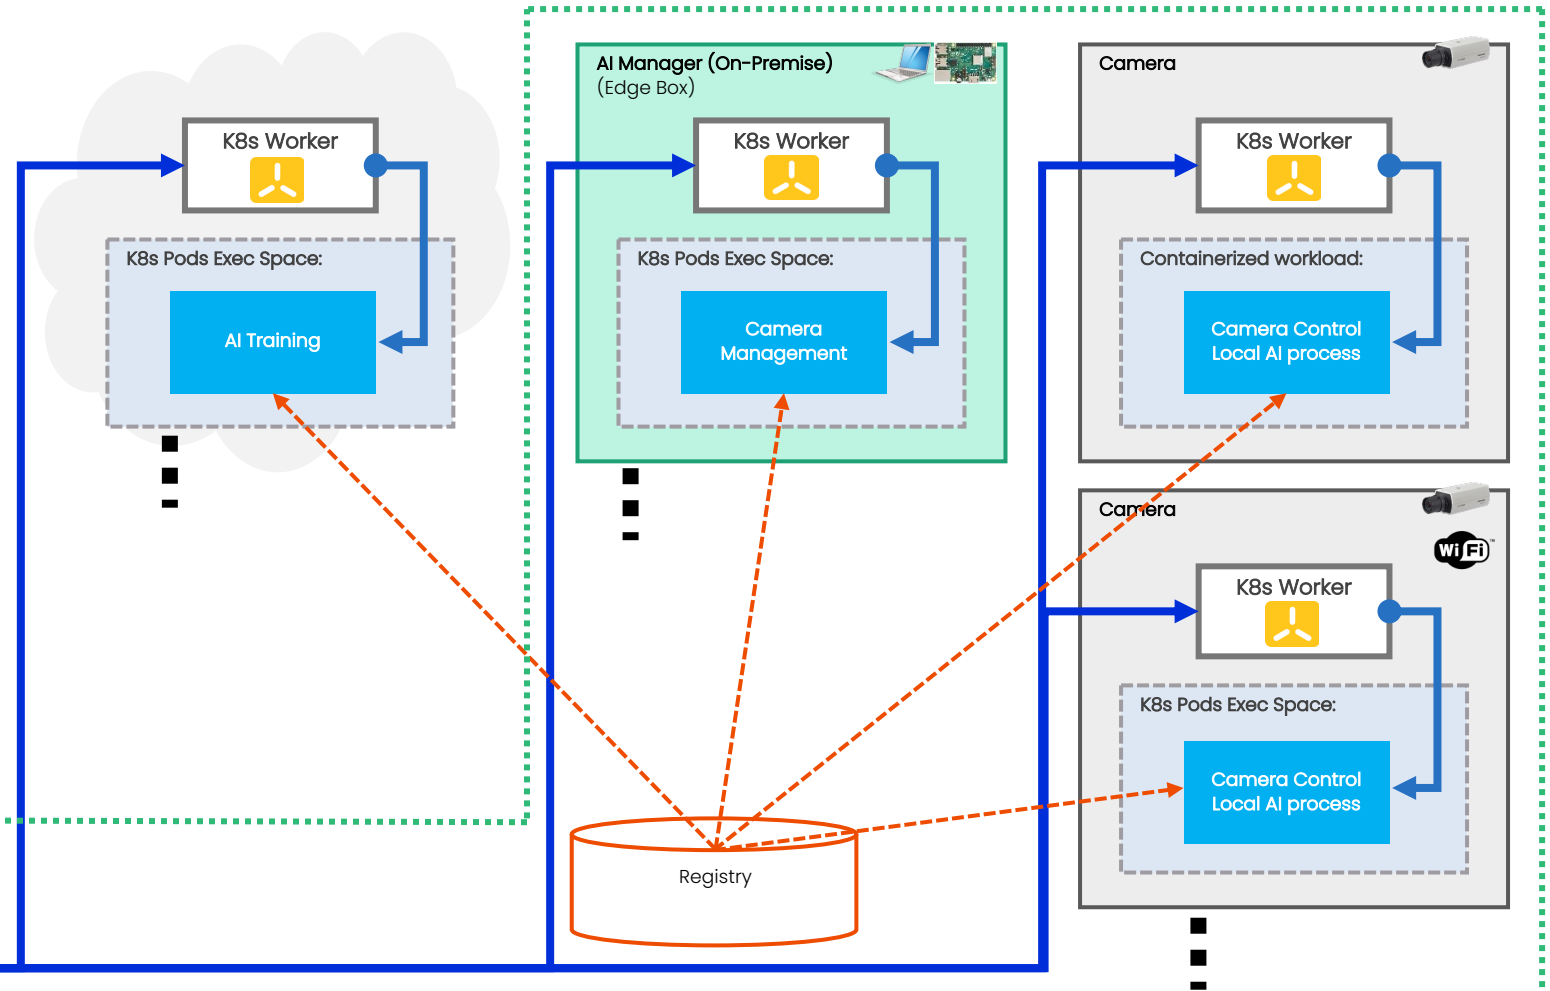 K8s Worker
K8s Pods Exec Space:
AI Training
AI Manager (On-Premise)
(Edge Box)
K8s Worker
K8s Pods Exec Space:
Camera
Management
Camera
K8s Worker
Containerized workload:
Camera Control
Local AI process
Camera
WiFi™
K8s Worker
K8s Pods Exec Space:
Camera Control
Local AI process
Registry